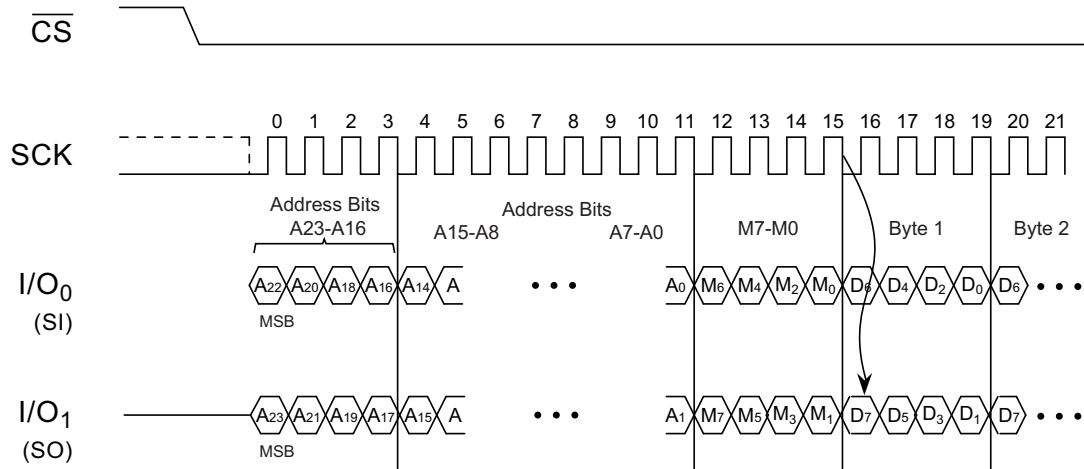 CS
SCK
0 1 2 3 4 5 6 7 8 9 10 11 12 13 14 15 16 17 18 19 20 21
Address Bits
A23-A16
Address Bits
A15-A8
A7-A0
M7-M0
Byte 1
Byte 2
I/O0
(SI)
A22 A20 A18 A16 A14 A • • • A0 M6 M4 M2 M0 D6 D4 D2 D0 D6 • • •
MSB
I/O1
(SO)
A23 A21 A19 A17 A15 A • • • A1 M7 M5 M3 M1 D7 D5 D3 D1 D7 • • •
MSB